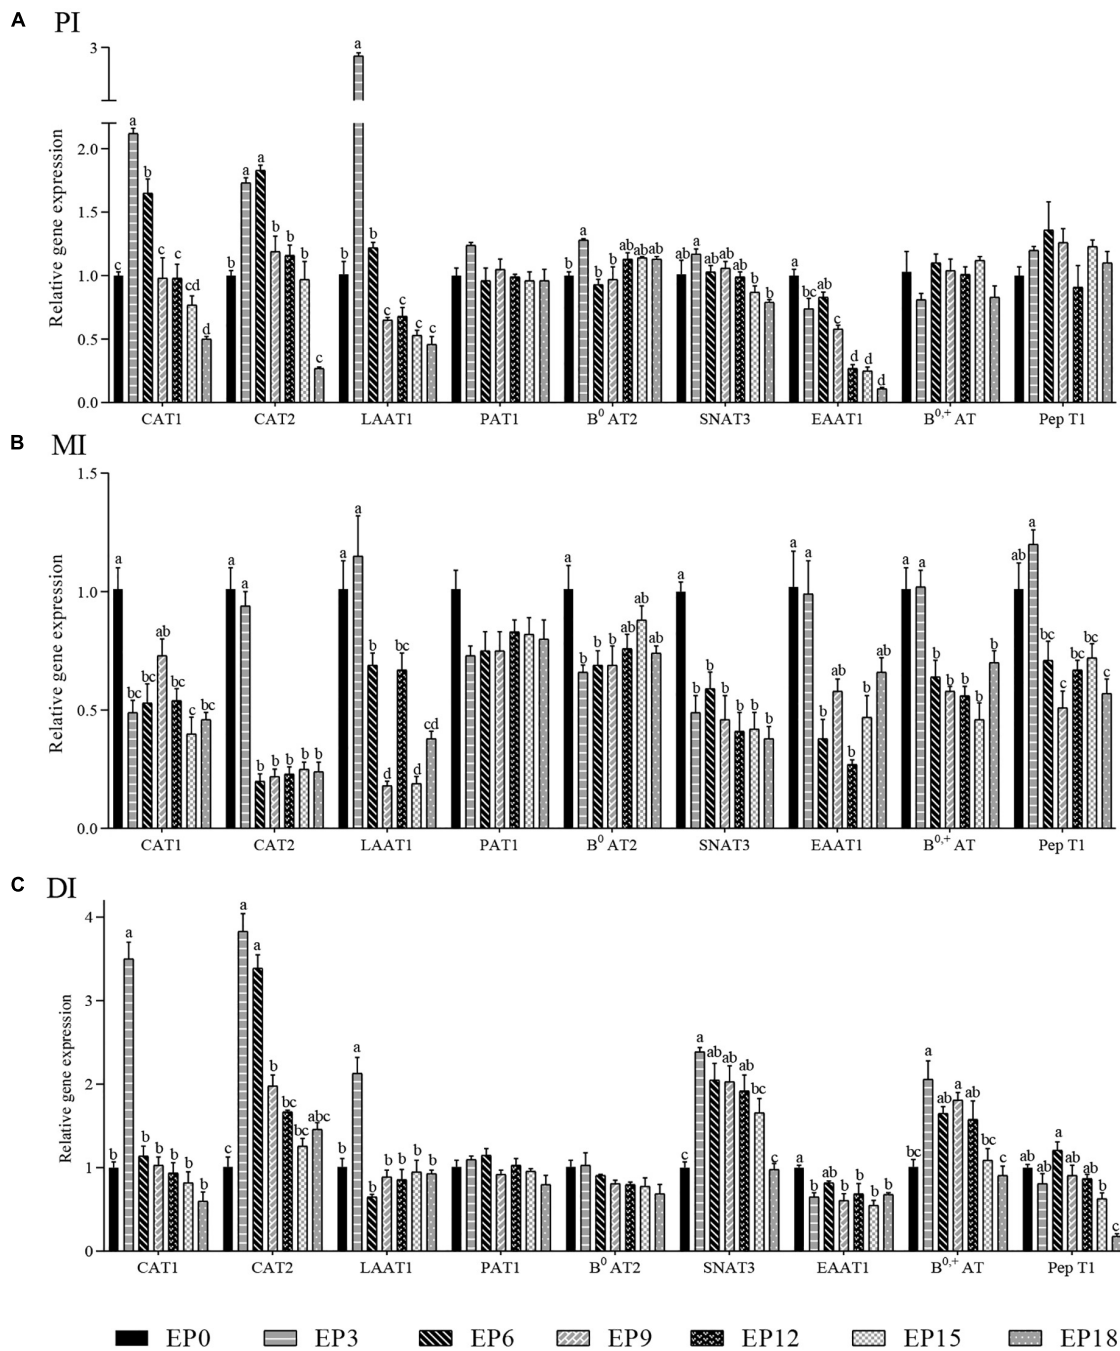 A PI
3
a
a
2.0
a a
b
1.5
b b b
a
c c c
b b b b
a
b b b ab ab ab
ab a ab ab ab b b
a
bc ab
1.0
cd
c c c
c
0.5
d
c
c
d d
d
0.0
Relative gene expression
CAT1 CAT2 LAAT1 PAT1 B⁰ AT2 SNAT3 EAAT1 B⁰,⁺ AT Pep T1
B MI
1.5
a
a a a a a a a a a a
ab a
1.0
ab
bc bc bc c bc
b b b b b
b bc
d d cd
b b b ab ab ab
b b b b b b
b ab b b b
b b b b b
bc c bc bc c
0.5
0.0
Relative gene expression
CAT1 CAT2 LAAT1 PAT1 B⁰ AT2 SNAT3 EAAT1 B⁰,⁺ AT Pep T1
C DI
4
a
a a
3
a
a
a
2
ab ab ab bc
b bc bc abc
ab a ab bc c
b b b b b b
c
b b b b b b
c c
a b ab b b b b
bc
ab ab a ab ab b
c
1
0
Relative gene expression
CAT1 CAT2 LAAT1 PAT1 B⁰ AT2 SNAT3 EAAT1 B⁰,⁺ AT Pep T1
EP0 EP3 EP6 EP9 EP12 EP15 EP18